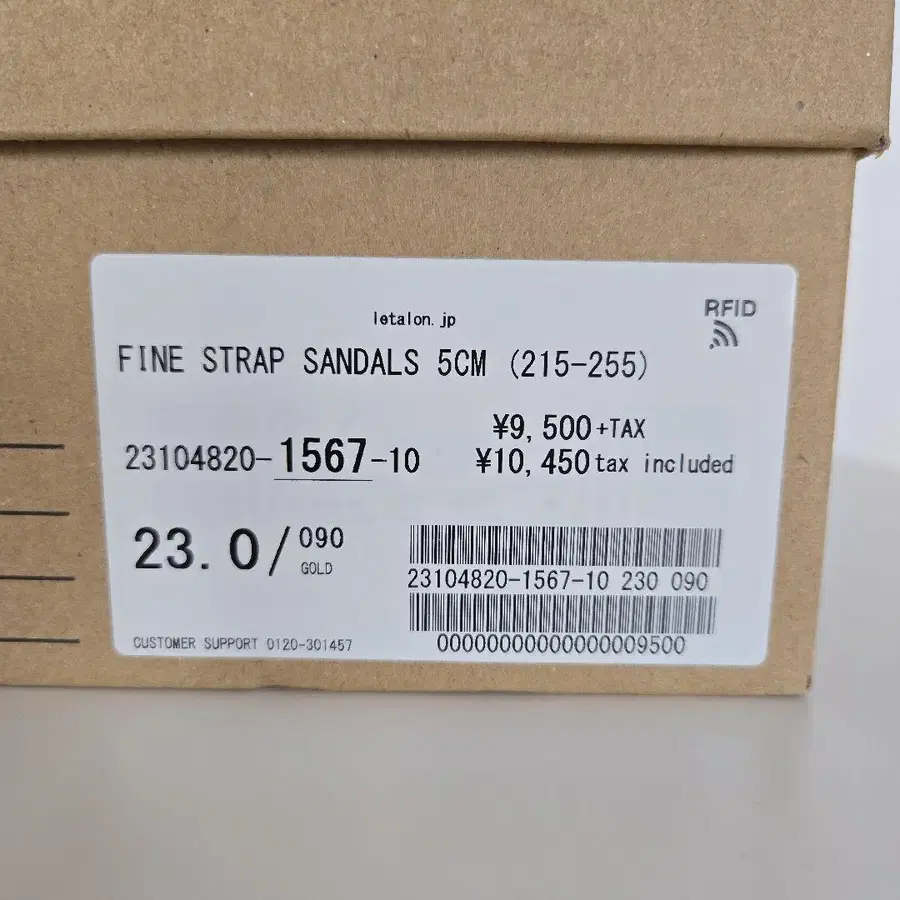 letalon.jp
RFID
FINE STRAP SANDALS 5CM (215-255)
¥9,500+TAX
23104820-1567-10
¥10,450 tax included
23.0/090
GOLD
23104820-1567-10 230 090
CUSTOMER SUPPORT 0120-301457
00000000000000009500